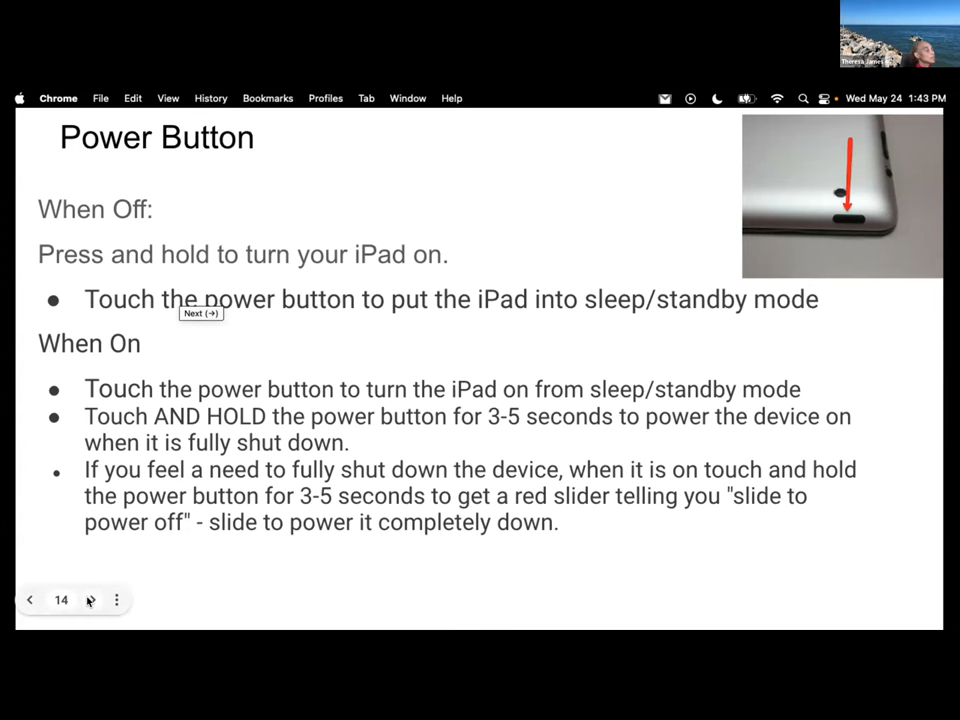 Theresa James
Chrome File Edit View History Bookmarks Profiles Tab Window Help Wed May 24 1:43 PM
Power Button
When Off:
Press and hold to turn your iPad on.
● Touch the power button to put the iPad into sleep/standby mode
Next (→)
When On
● Touch the power button to turn the iPad on from sleep/standby mode
● Touch AND HOLD the power button for 3-5 seconds to power the device on
when it is fully shut down.
● If you feel a need to fully shut down the device, when it is on touch and hold
the power button for 3-5 seconds to get a red slider telling you "slide to
power off" - slide to power it completely down.
14